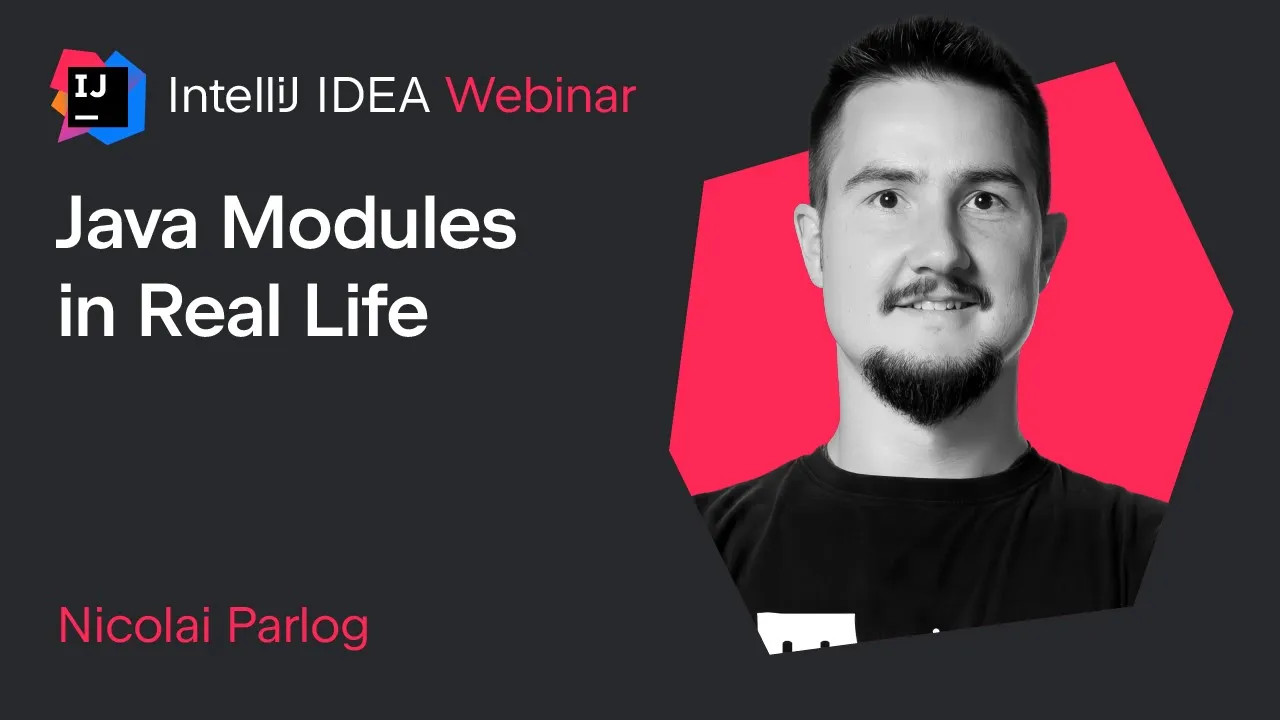 IJ
IntelliJ IDEA Webinar
Java Modules
in Real Life
Nicolai Parlog